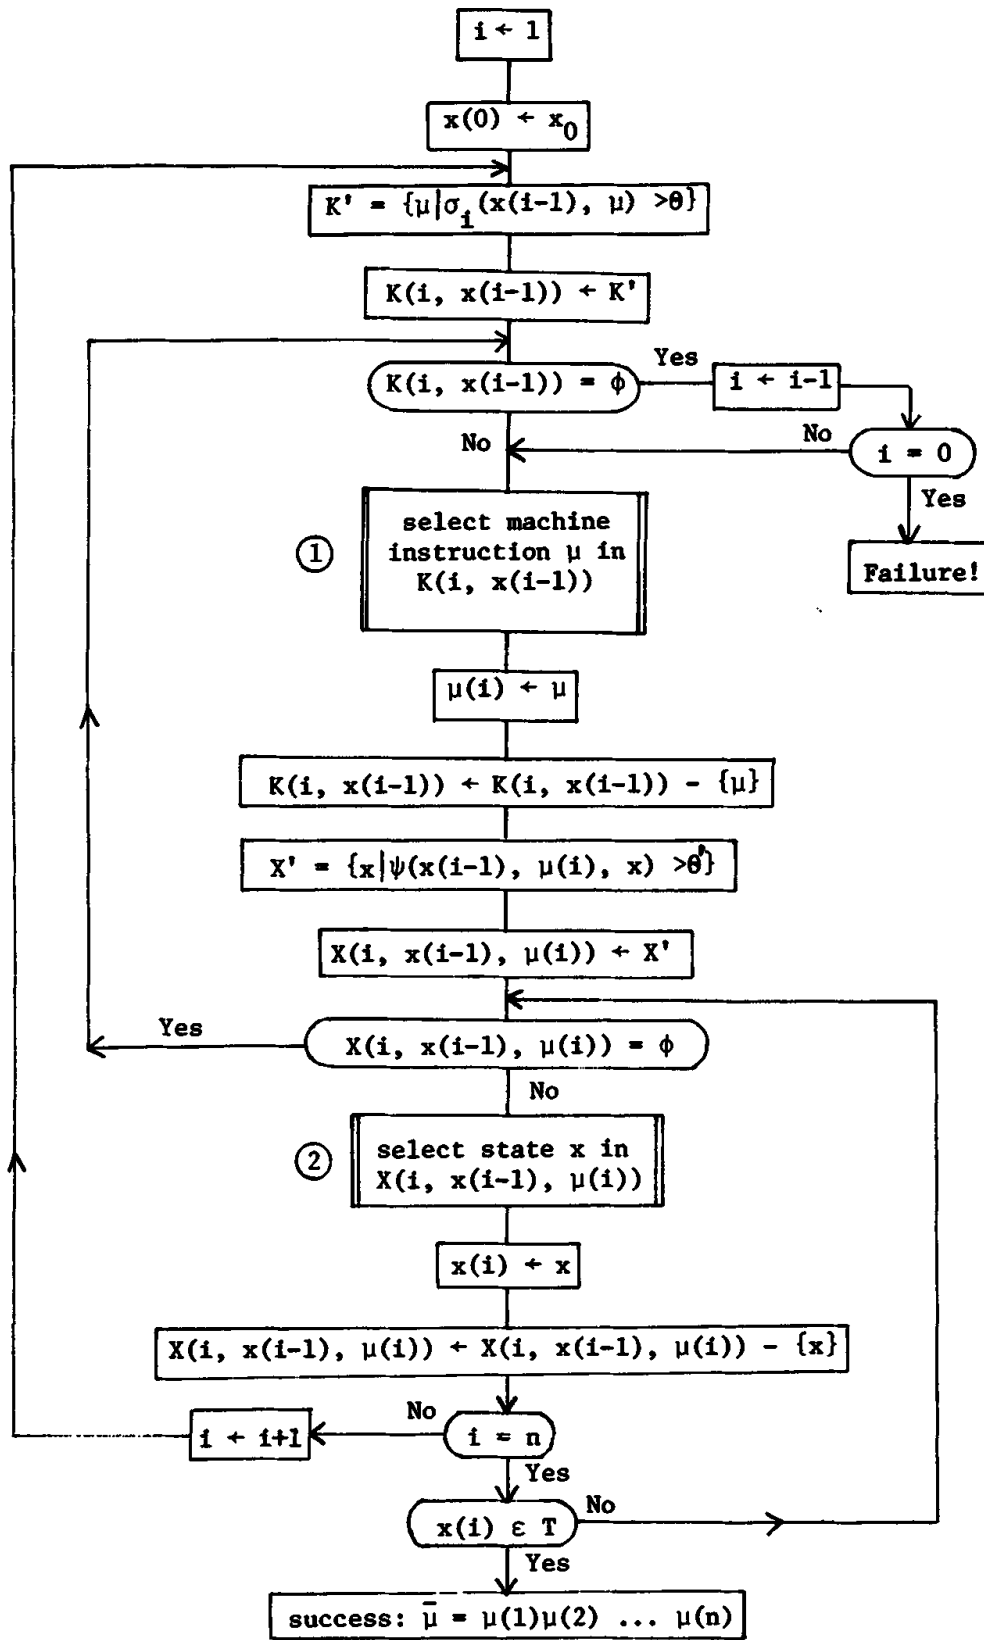 i ← 1
x(0) ← x₀
K' = {μ|σᵢ(x(i-1), μ) >θ}
K(i, x(i-1)) ← K'
K(i, x(i-1)) = ϕ
Yes
i ← i-1
No
No
i = 0
Yes
Failure!
①
select machine
instruction μ in
K(i, x(i-1))
μ(i) ← μ
K(i, x(i-1)) ← K(i, x(i-1)) - {μ}
X' = {x|ψ(x(i-1), μ(i), x) >θ'}
X(i, x(i-1), μ(i)) ← X'
Yes
X(i, x(i-1), μ(i)) = ϕ
No
②
select state x in
X(i, x(i-1), μ(i))
x(i) ← x
X(i, x(i-1), μ(i)) ← X(i, x(i-1), μ(i)) - {x}
No
i ← i+1
i = n
Yes
No
x(i) ε T
Yes
success: μ̄ = μ(1)μ(2) ... μ(n)